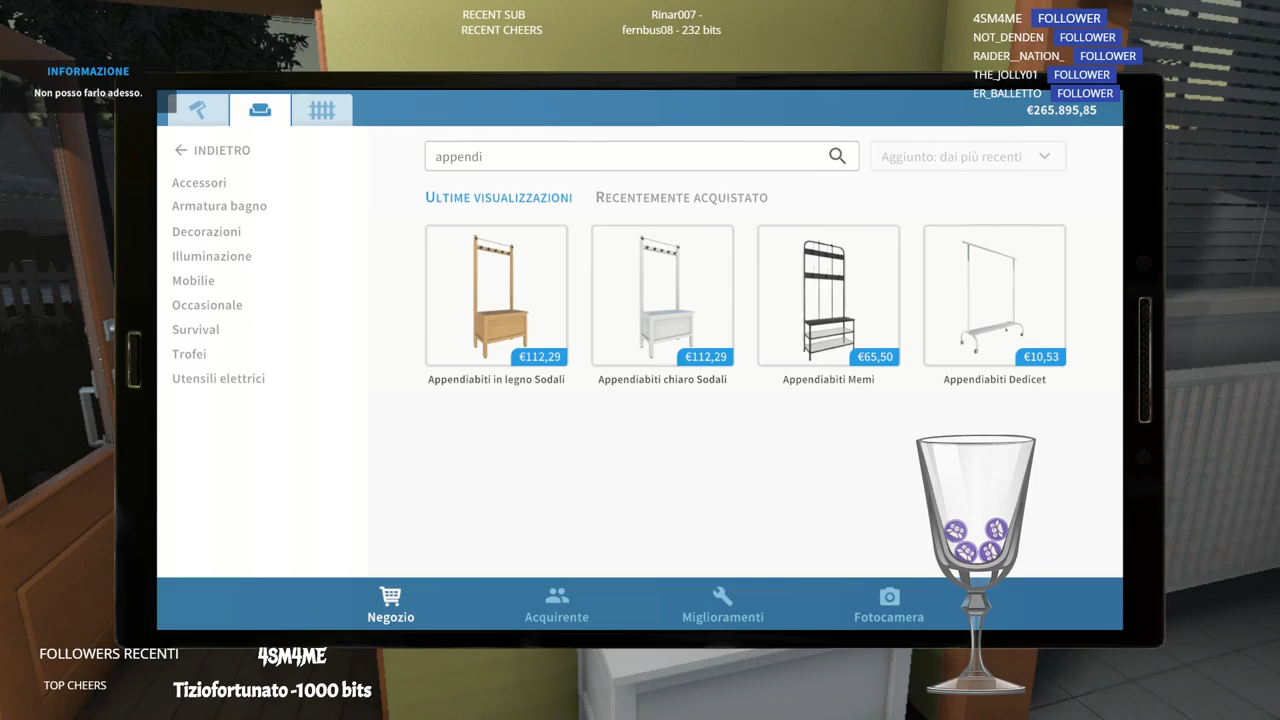 RECENT SUB
Rinar007 -
RECENT CHEERS
fernbus08 - 232 bits
4SM4ME FOLLOWER
NOT_DENDEN FOLLOWER
RAIDER__NATION_ FOLLOWER
THE_JOLLY01 FOLLOWER
ER_BALLETTO FOLLOWER
€265.895,85
INFORMAZIONE
Non posso farlo adesso.
INDIETRO
Accessori
Armatura bagno
Decorazioni
Illuminazione
Mobilie
Occasionale
Survival
Trofei
Utensili elettrici
appendi
Aggiunto: dai più recenti
ULTIME VISUALIZZAZIONI
RECENTEMENTE ACQUISTATO
€112,29
Appendiabiti in legno Sodali
€112,29
Appendiabiti chiaro Sodali
€65,50
Appendiabiti Memi
€10,53
Appendiabiti Dedicet
Negozio
Acquirente
Miglioramenti
Fotocamera
FOLLOWERS RECENTI
4SM4ME
TOP CHEERS
Tiziofortunato -1000 bits